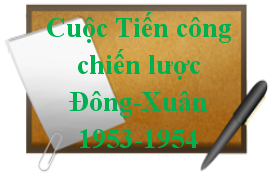 Cuộc Tiến công
chiến lược
Đông-Xuân
1953-1954